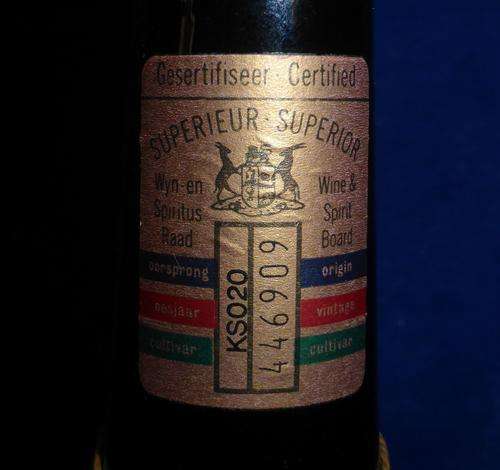 Gesertifiseer · Certified
SUPERIEUR · SUPERIOR
Wyn-en
Spiritus
Raad
Wine &
Spirit
Board
oorsprong
origin
oesjaar
vintage
cultivar
cultivar
KS020
446909